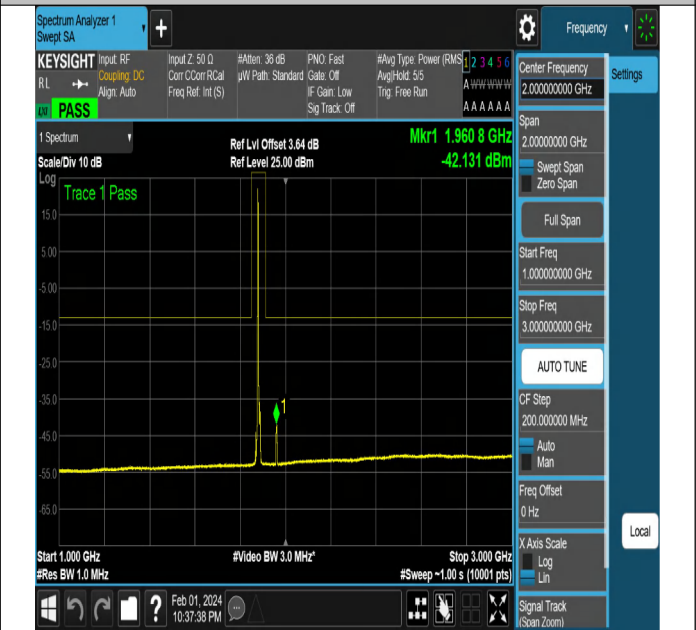 Spectrum Analyzer 1
Swept SA
+
Frequency
KEYSIGHT
RL
LXI
PASS
Input: RF
Coupling: DC
Align: Auto
Input Z: 50 Ω
Corr CCorr RCal
Freq Ref: Int (S)
#Atten: 36 dB
µW Path: Standard
PNO: Fast
Gate: Off
IF Gain: Low
Sig Track: Off
#Avg Type: Power (RMS)
Avg|Hold: 5/5
Trig: Free Run
1 2 3 4 5 6
A W W W W W
A A A A A A
Center Frequency
2.000000000 GHz
Settings
Span
2.00000000 GHz
Swept Span
Zero Span
Full Span
Start Freq
1.000000000 GHz
Stop Freq
3.000000000 GHz
AUTO TUNE
CF Step
200.000000 MHz
Auto
Man
Freq Offset
0 Hz
X Axis Scale
Log
Lin
Signal Track
(Span Zoom)
Local
1 Spectrum
Scale/Div 10 dB
Ref Lvl Offset 3.64 dB
Ref Level 25.00 dBm
Mkr1 1.960 8 GHz
-42.131 dBm
Log
Trace 1 Pass
15.0
5.00
-5.00
-15.0
-25.0
-35.0
1
-45.0
-55.0
-65.0
Start 1.000 GHz
#Res BW 1.0 MHz
#Video BW 3.0 MHz*
Stop 3.000 GHz
#Sweep ~1.00 s (10001 pts)
?
Feb 01, 2024
10:37:38 PM